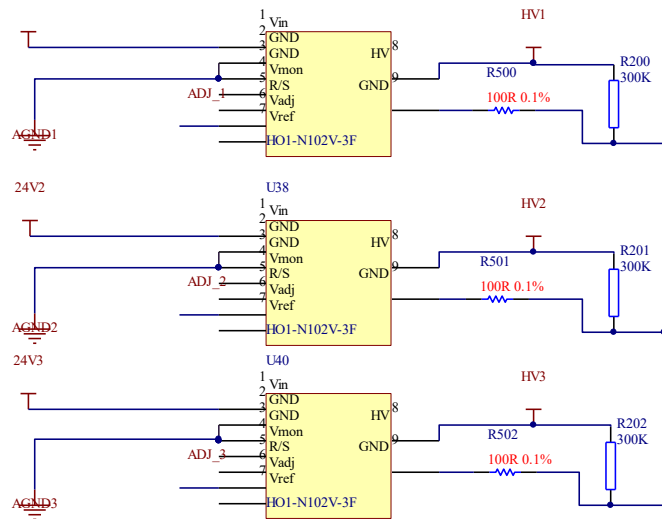 1 Vin HV1
2 GND
3 GND HV 8 R200
4 Vmon 300K
5 R/S GND 9 R500
ADJ_1 6 Vadj 100R 0.1%
7 Vref
AGND1 HO1-N102V-3F
24V2 U38
1 Vin HV2
2 GND
3 GND HV 8 R201
4 Vmon 300K
5 R/S GND 9 R501
ADJ_2 6 Vadj 100R 0.1%
7 Vref
AGND2 HO1-N102V-3F
24V3 U40
1 Vin HV3
2 GND
3 GND HV 8 R202
4 Vmon 300K
5 R/S GND 9 R502
ADJ_3 6 Vadj 100R 0.1%
7 Vref
AGND3 HO1-N102V-3F